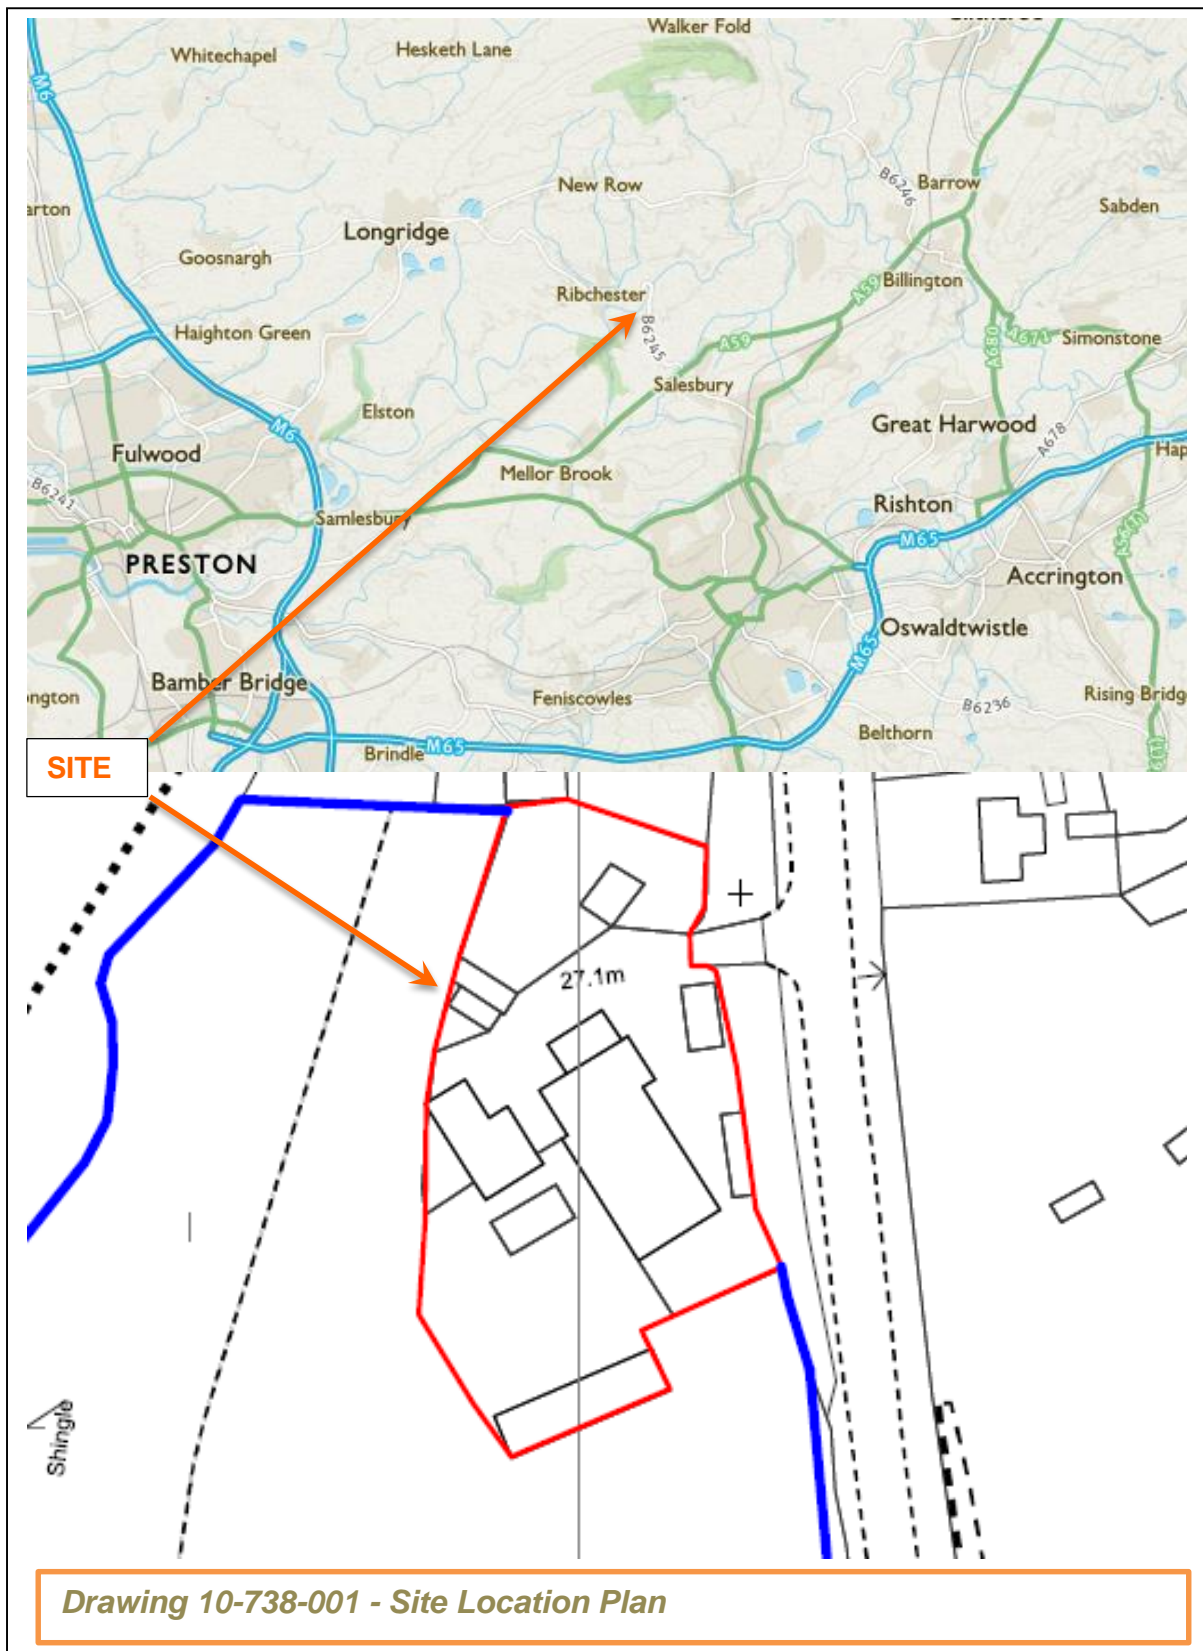 Walker Fold
Whitechapel
Hesketh Lane
M6
New Row
B6246
Barrow
Sabden
arton
Longridge
Goosnargh
Billington
A59
Ribchester
Haighton Green
B6245
A59
A680
A671
Simonstone
Salesbury
Elston
Great Harwood
A678
M6
Fulwood
Hap
Mellor Brook
B6241
Rishton
Samlesbury
M65
A56(T)
PRESTON
Accrington
Oswaldtwistle
M65
Bamber Bridge
ngton
Feniscowles
B6236
Rising Bridg
Belthorn
Brindle
M65
SITE
27.1m
Shingle
Drawing 10-738-001 - Site Location Plan